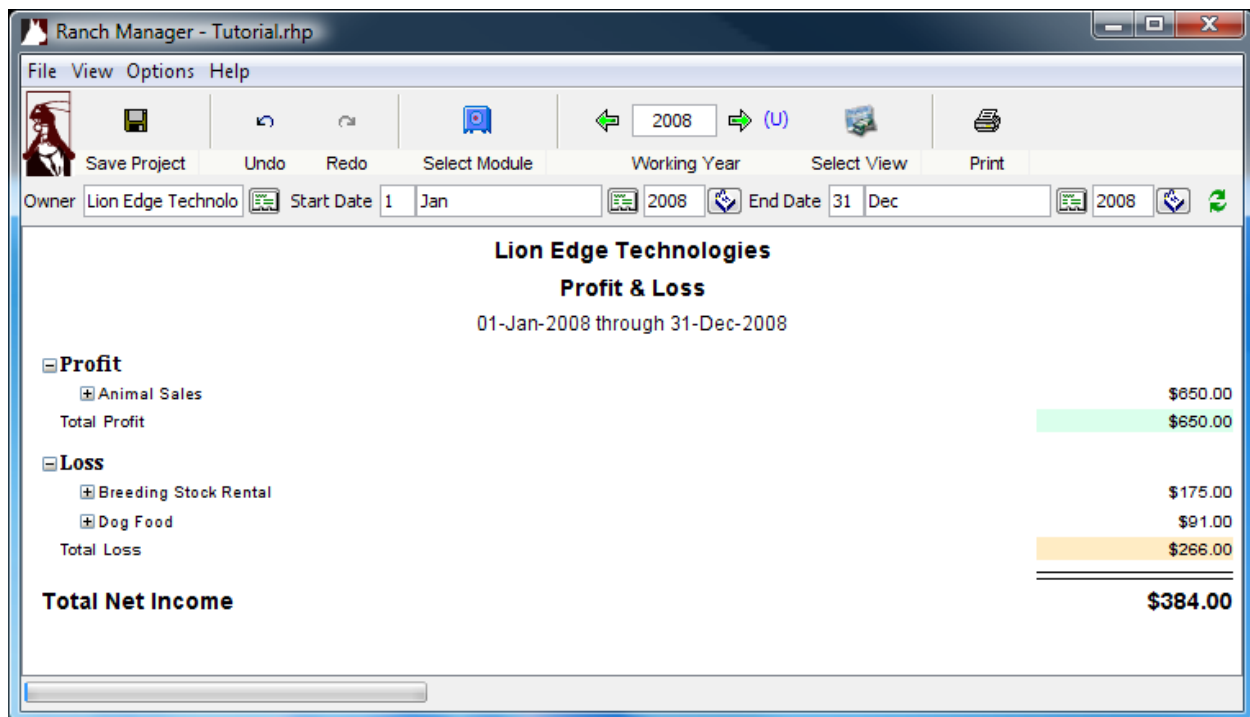 Ranch Manager - Tutorial.rhp
File View Options Help
2008 (U)
Save Project Undo Redo Select Module Working Year Select View Print
Owner Lion Edge Technolo Start Date 1 Jan 2008 End Date 31 Dec 2008
Lion Edge Technologies
Profit & Loss
01-Jan-2008 through 31-Dec-2008
Profit
Animal Sales $650.00
Total Profit $650.00
Loss
Breeding Stock Rental $175.00
Dog Food $91.00
Total Loss $266.00
Total Net Income $384.00